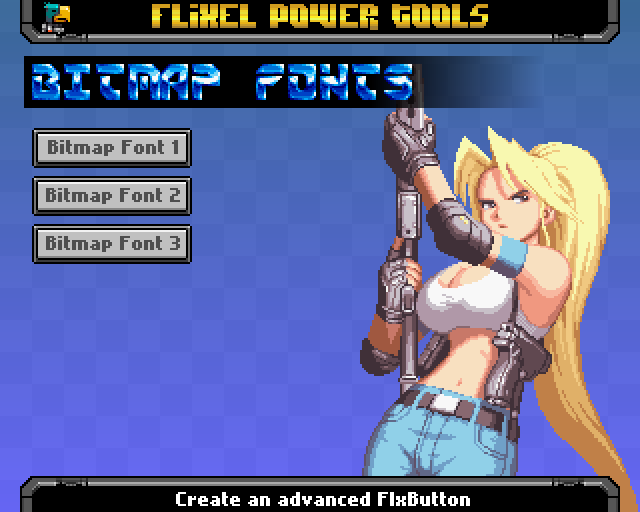 FLIXEL POWER TOOLS
BITMAP FONTS
Bitmap Font 1
Bitmap Font 2
Bitmap Font 3
Create an advanced FlxButton